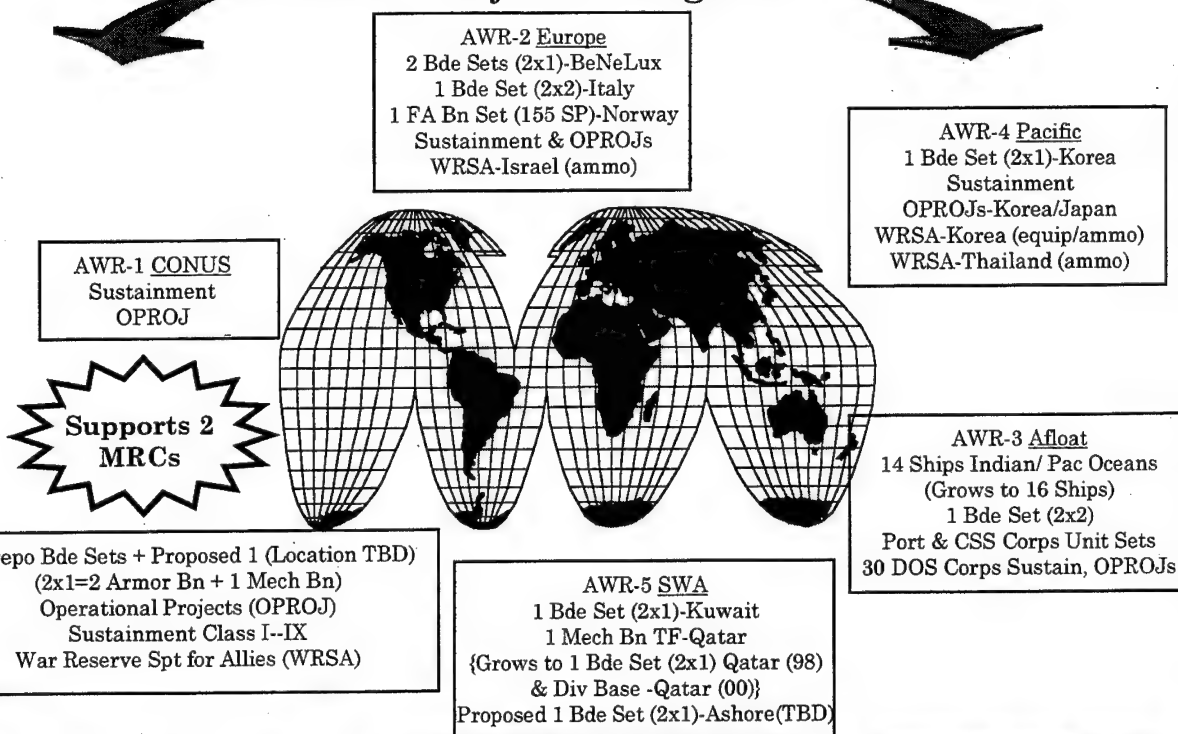 AWR-2 Europe
2 Bde Sets (2x1)-BeNeLux
1 Bde Set (2x2)-Italy
1 FA Bn Set (155 SP)-Norway
Sustainment & OPROJs
WRSA-Israel (ammo)
AWR-4 Pacific
1 Bde Set (2x1)-Korea
Sustainment
OPROJs-Korea/Japan
WRSA-Korea (equip/ammo)
WRSA-Thailand (ammo)
AWR-1 CONUS
Sustainment
OPROJ
Supports 2
MRCs
AWR-3 Afloat
14 Ships Indian/ Pac Oceans
(Grows to 16 Ships)
1 Bde Set (2x2)
Port & CSS Corps Unit Sets
30 DOS Corps Sustain, OPROJs
epo Bde Sets + Proposed 1 (Location TBD)
(2x1=2 Armor Bn + 1 Mech Bn)
Operational Projects (OPROJ)
Sustainment Class I--IX
War Reserve Spt for Allies (WRSA)
AWR-5 SWA
1 Bde Set (2x1)-Kuwait
1 Mech Bn TF-Qatar
{Grows to 1 Bde Set (2x1) Qatar (98)
& Div Base -Qatar (00)}
Proposed 1 Bde Set (2x1)-Ashore(TBD)